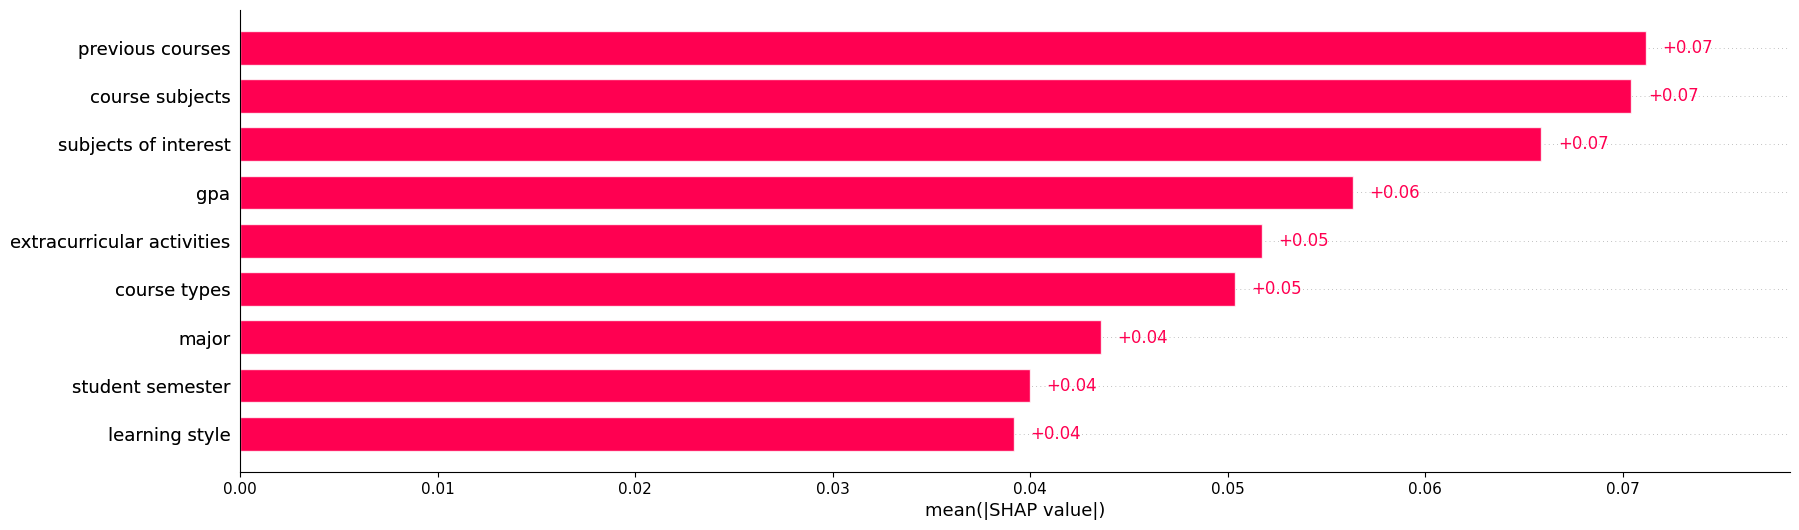 previous courses +0.07
course subjects +0.07
subjects of interest +0.07
gpa +0.06
extracurricular activities +0.05
course types +0.05
major +0.04
student semester +0.04
learning style +0.04
0.00 0.01 0.02 0.03 0.04 0.05 0.06 0.07
mean(|SHAP value|)